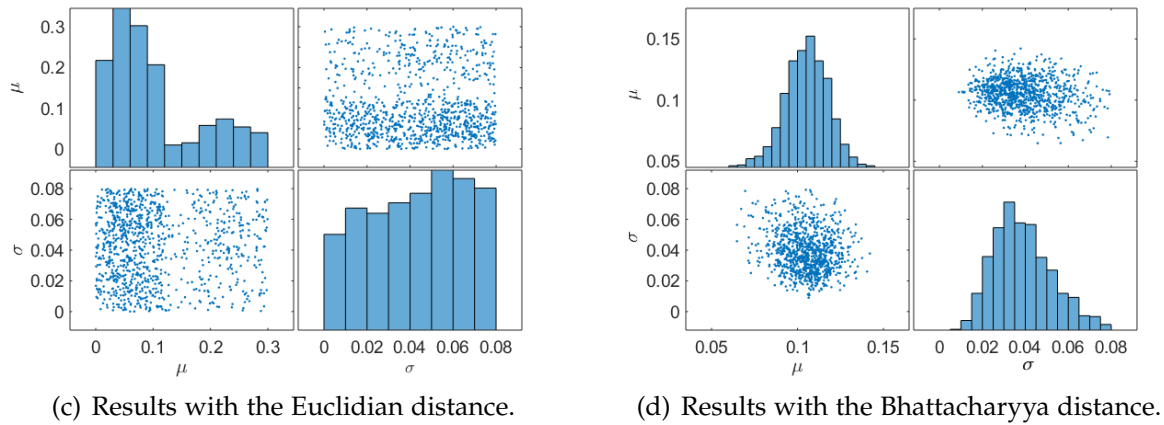 0.3
0.2
0.1
0
μ
0.08
0.06
0.04
0.02
0
σ
0 0.1 0.2 0.3
μ
0 0.02 0.04 0.06 0.08
σ
(c) Results with the Euclidian distance.
0.15
0.1
0.05
μ
0.08
0.06
0.04
0.02
0
σ
0.05 0.1 0.15
μ
0 0.02 0.04 0.06 0.08
σ
(d) Results with the Bhattacharyya distance.